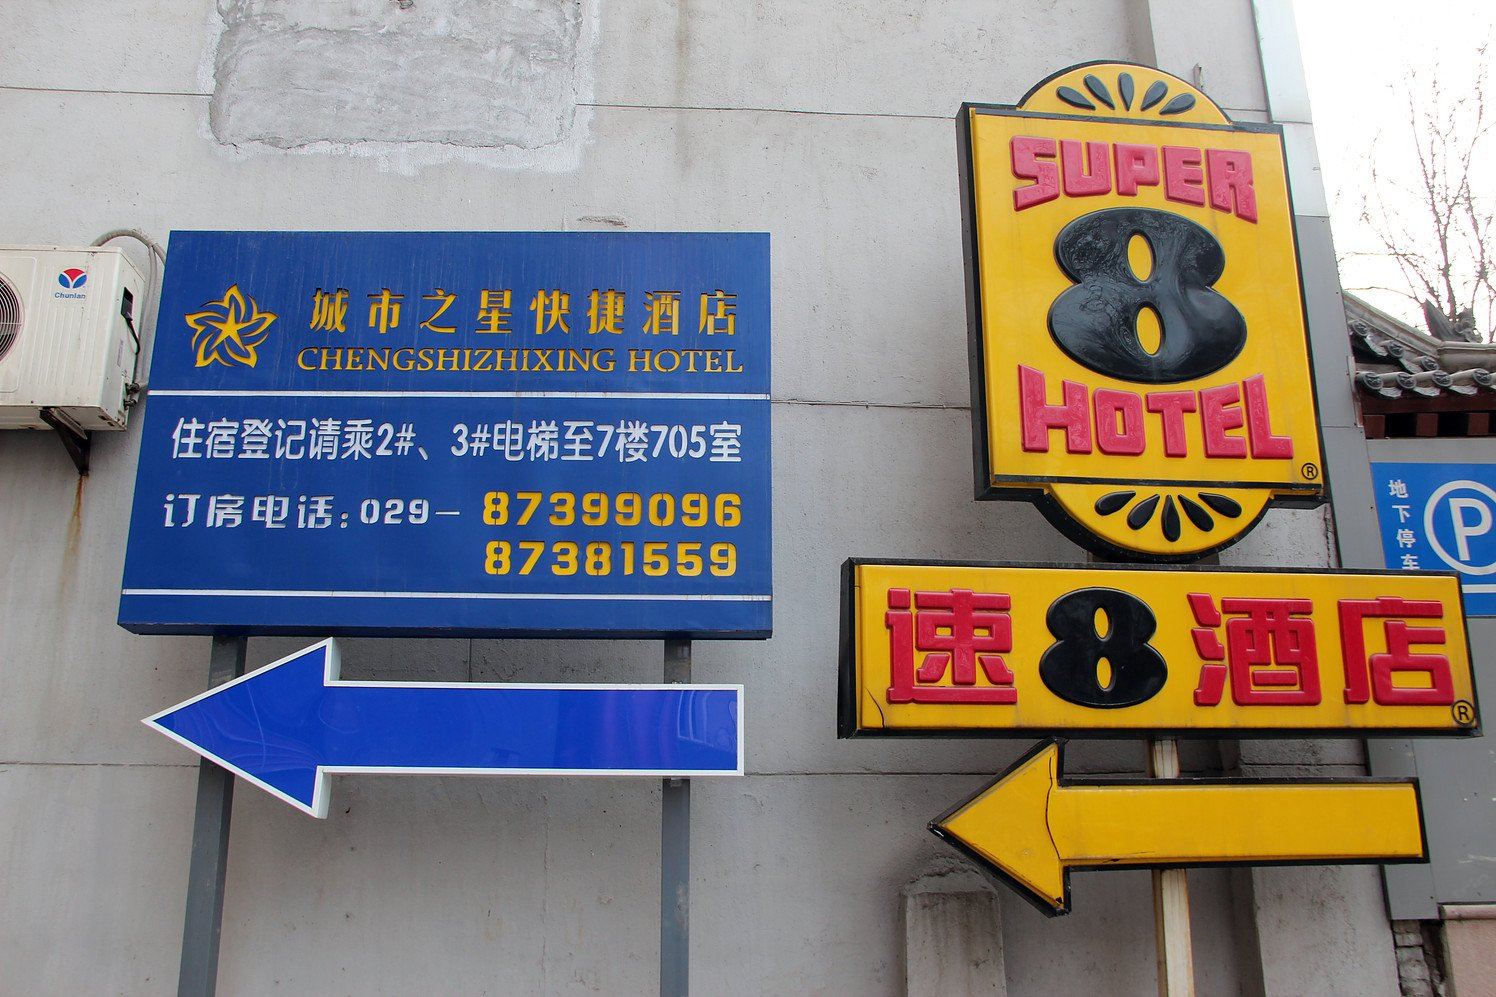 Chunlan
城市之星快捷酒店
CHENGSHIZHIXING HOTEL
住宿登记请乘2#、3#电梯至7楼705室
订房电话:029—87399096
87381559
SUPER
8
HOTEL
®
速8酒店
®
地下停车
P